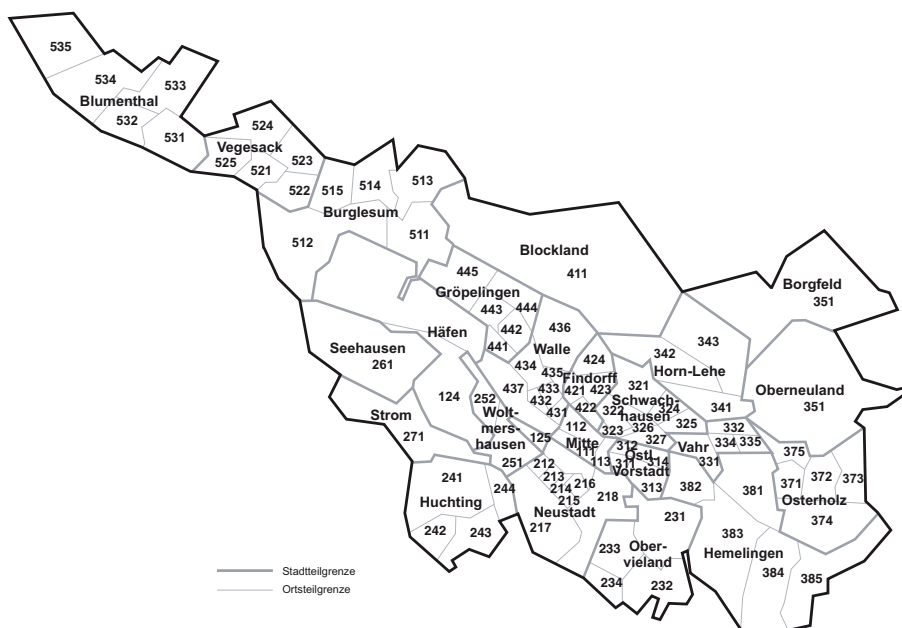 535
534
533
Blumenthal
532
531
524
Vegesack
525
521
523
522
515
514
513
Burglesum
512
511
Blockland
411
445
Gröpelingen
443
444
442
441
Borgfeld
351
Häfen
436
Walle
343
342
Horn-Lehe
Seehausen
261
434
435
424
Findorff
421
423
321
Oberneuland
351
124
252
437
433
432
431
422
Schwach-
hausen
322
324
341
Strom
271
Wolt-
mers-
hausen
112
323
326
325
332
125
Mitte
111
312
327
Vahr
334
335
375
251
212
113
311
Östl.
Vorstadt
314
331
241
244
213
214
216
215
218
313
382
381
371
372
373
Osterholz
374
Huchting
Neustadt
217
231
383
242
243
233
Ober-
vieland
Hemelingen
234
232
384
385
Stadtteilgrenze
Ortsteilgrenze